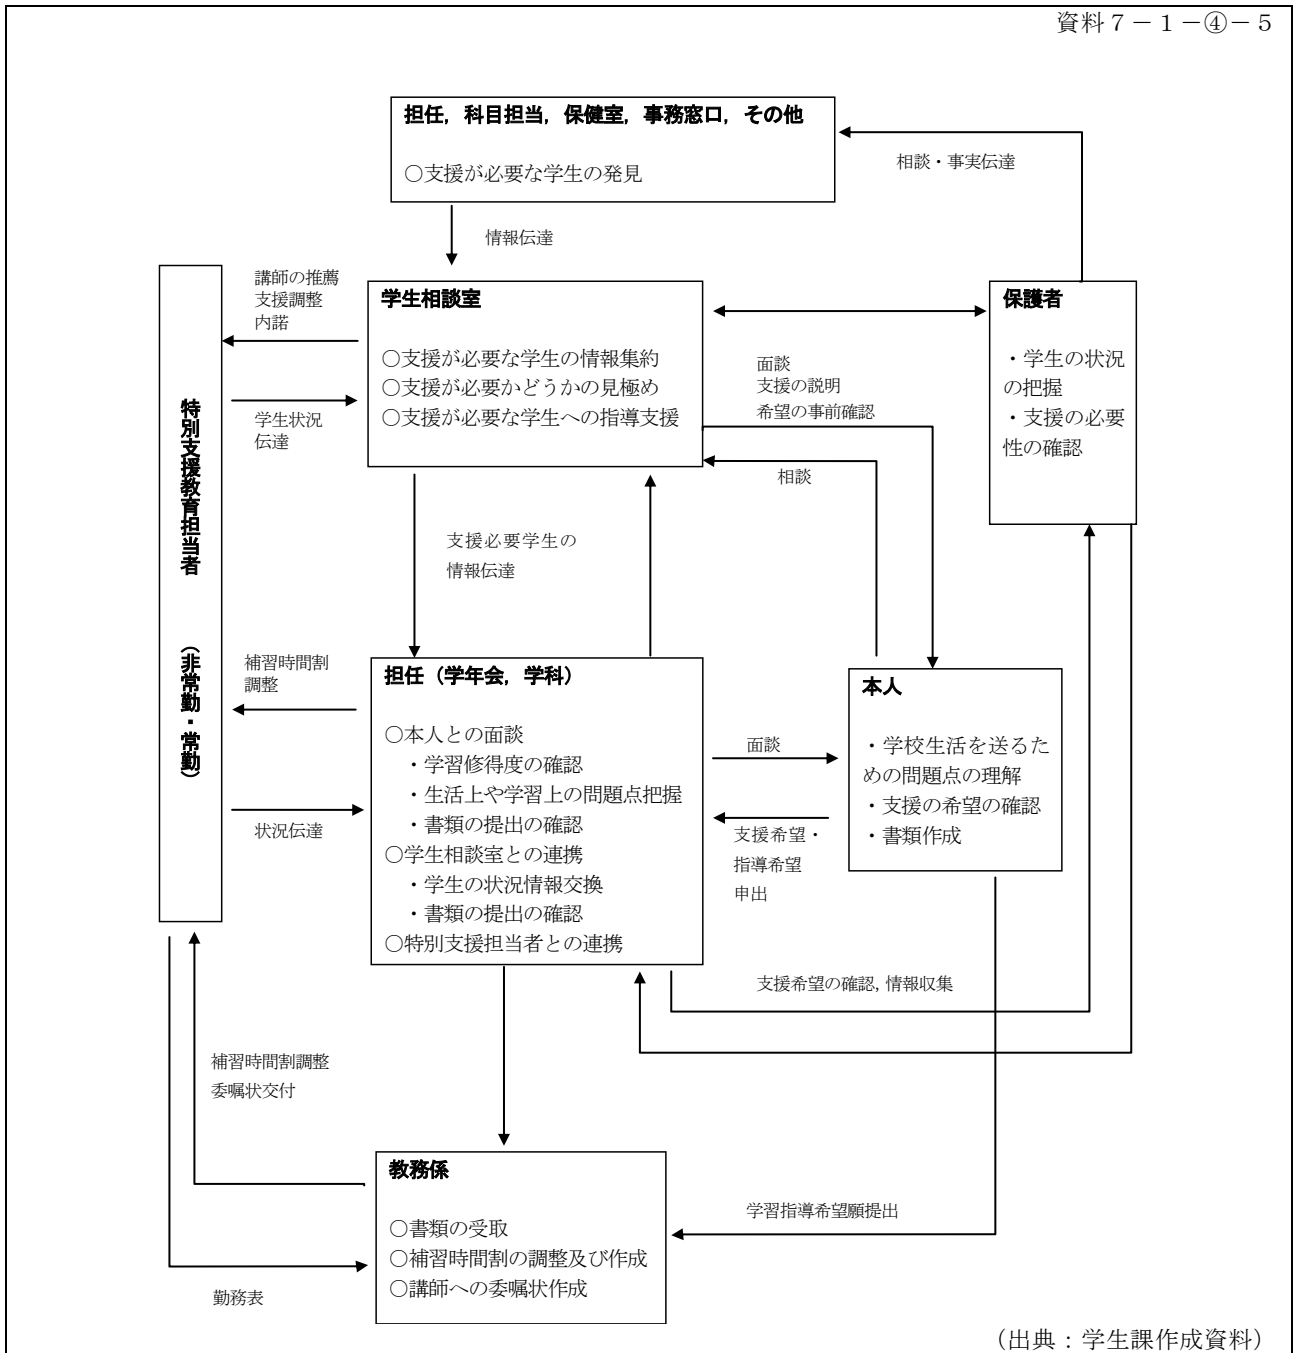 資料７－１－④－５
担任，科目担当，保健室，事務窓口，その他
○支援が必要な学生の発見
相談・事実伝達
情報伝達
講師の推薦
支援調整
内諾
学生相談室
○支援が必要な学生の情報集約
○支援が必要かどうかの見極め
○支援が必要な学生への指導支援
保護者
・学生の状況
の把握
・支援の必要
性の確認
面談
支援の説明
希望の事前確認
学生状況
伝達
相談
特別支援教育担当者　（非常勤・常勤）
支援必要学生の
情報伝達
補習時間割
調整
担任（学年会，学科）
○本人との面談
・学習修得度の確認
・生活上や学習上の問題点把握
・書類の提出の確認
○学生相談室との連携
・学生の状況情報交換
・書類の提出の確認
○特別支援担当者との連携
面談
本人
・学校生活を送るた
めの問題点の理解
・支援の希望の確認
・書類作成
状況伝達
支援希望・
指導希望
申出
支援希望の確認，情報収集
補習時間割調整
委嘱状交付
教務係
○書類の受取
○補習時間割の調整及び作成
○講師への委嘱状作成
学習指導希望願提出
勤務表
（出典：学生課作成資料）